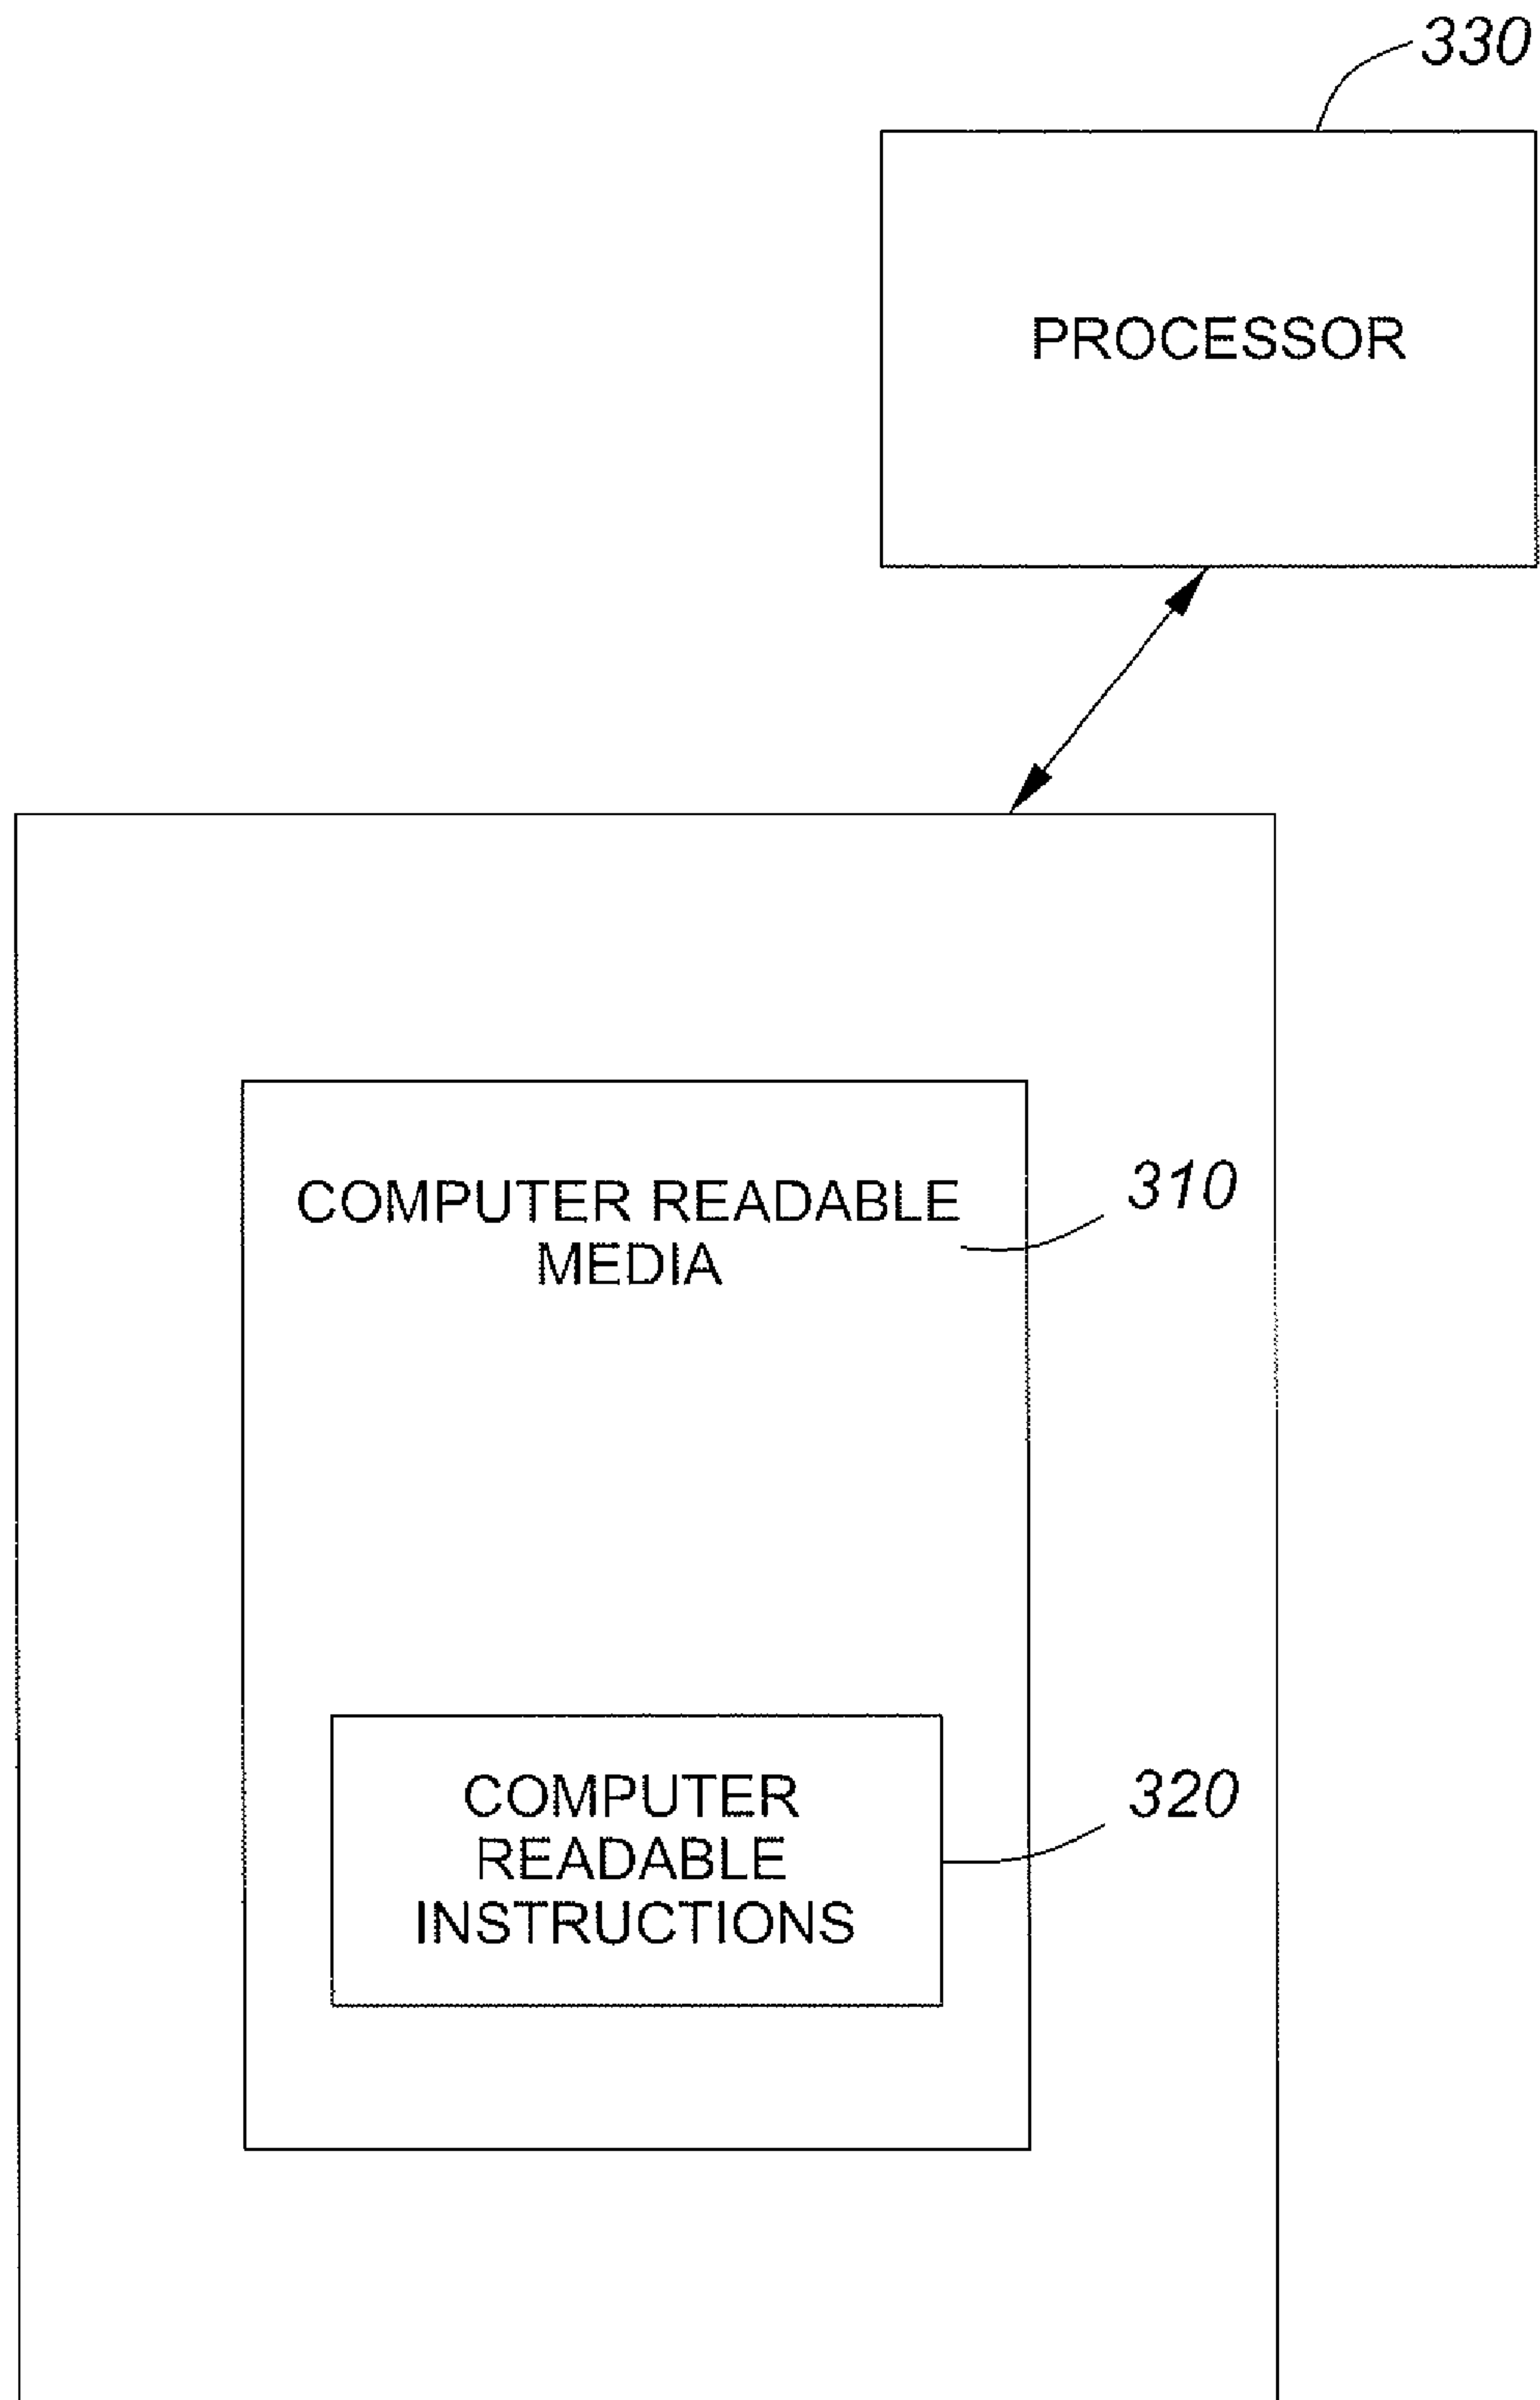 330
PROCESSOR
COMPUTER READABLE
MEDIA
310
COMPUTER
READABLE
INSTRUCTIONS
320